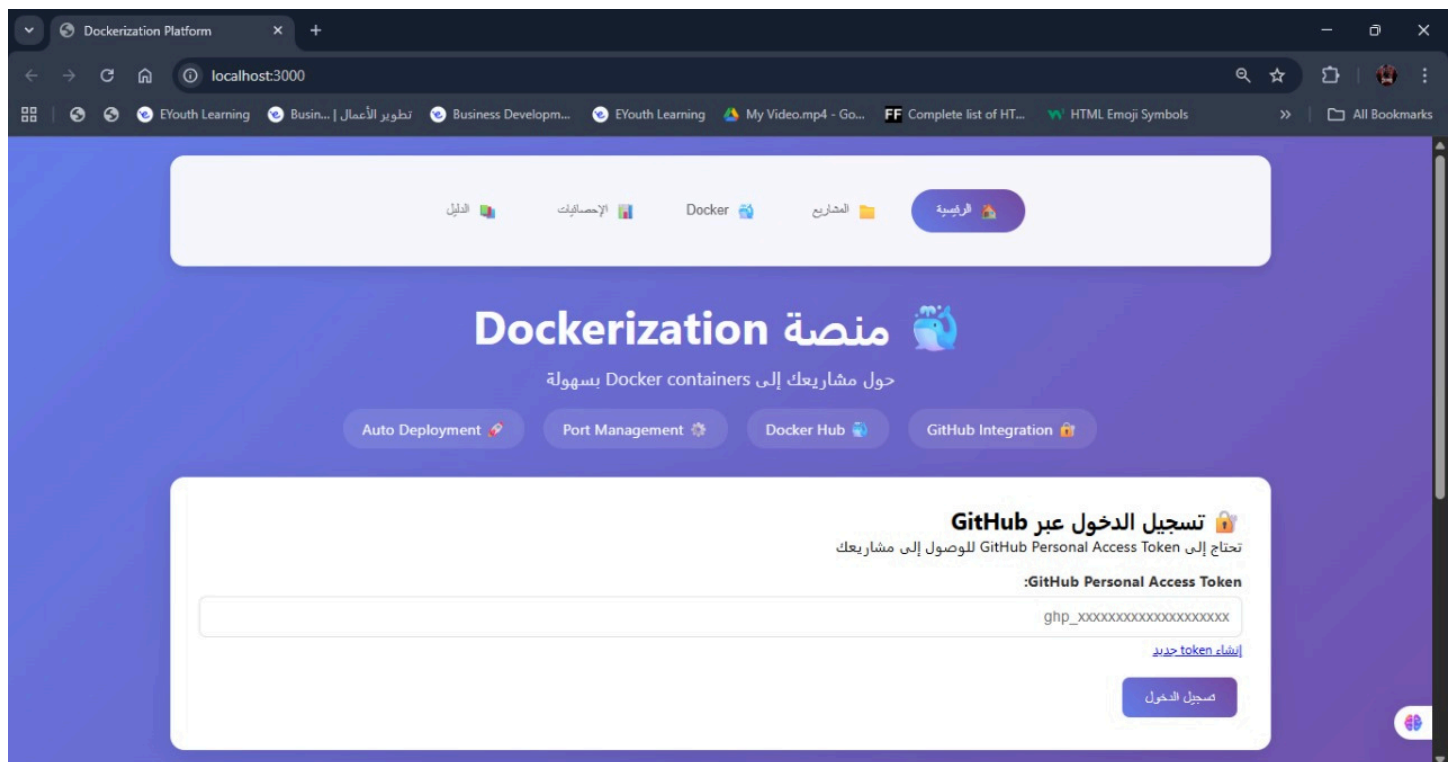 Dockerization Platform
localhost:3000
EYouth Learning
تطوير الأعمال | Busin...
Business Developm...
EYouth Learning
My Video.mp4 - Go...
FF Complete list of HT...
HTML Emoji Symbols
All Bookmarks
الرئيسية
المشاريع
Docker
الإحصائيات
الدليل
منصة Dockerization
حول مشاريعك إلى Docker containers بسهولة
GitHub Integration
Docker Hub
Port Management
Auto Deployment
تسجيل الدخول عبر GitHub
تحتاج إلى GitHub Personal Access Token للوصول إلى مشاريعك
GitHub Personal Access Token:
ghp_xxxxxxxxxxxxxxxxxxxx
إنشاء token جديد
تسجيل الدخول